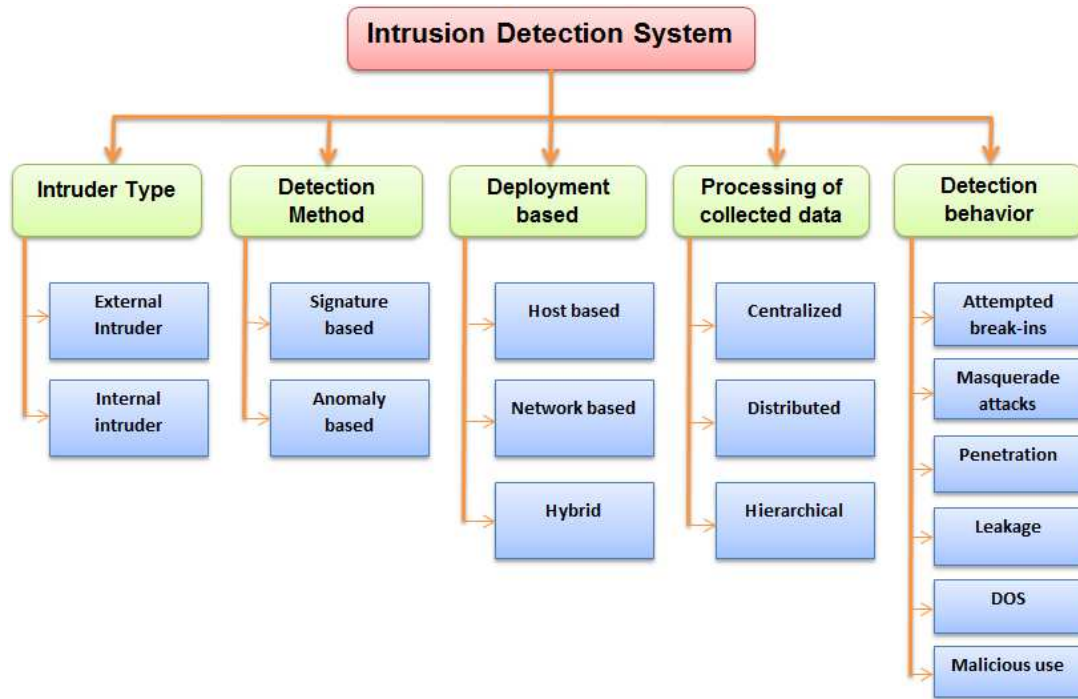 Intrusion Detection System
Intruder Type
External
Intruder
Internal
intruder
Detection
Method
Signature
based
Anomaly
based
Deployment
based
Host based
Network based
Hybrid
Processing of
collected data
Centralized
Distributed
Hierarchical
Detection
behavior
Attempted
break-ins
Masquerade
attacks
Penetration
Leakage
DOS
Malicious use